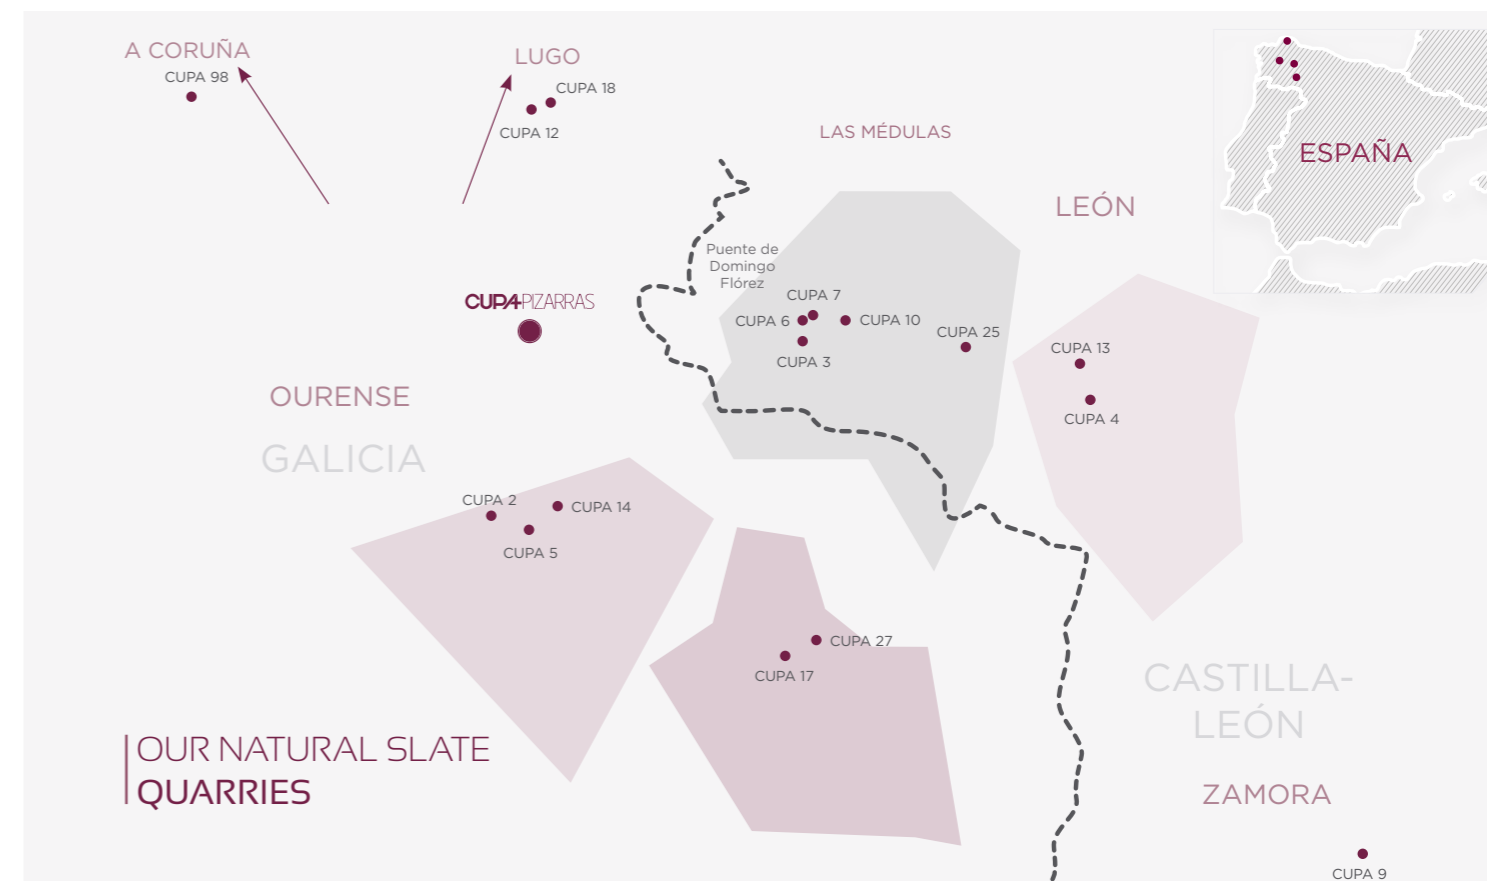 A CORUÑA
CUPA 98
LUGO
CUPA 18
CUPA 12
LAS MÉDULAS
ESPAÑA
LEÓN
Puente de
Domingo
Flórez
CUPA 7
CUPA 6
CUPA 10
CUPA 3
CUPA 25
CUPA 13
CUPA 4
CUPA PIZARRAS
OURENSE
GALICIA
CUPA 2
CUPA 14
CUPA 5
CUPA 27
CUPA 17
CASTILLA-
LEÓN
ZAMORA
CUPA 9
OUR NATURAL SLATE
QUARRIES